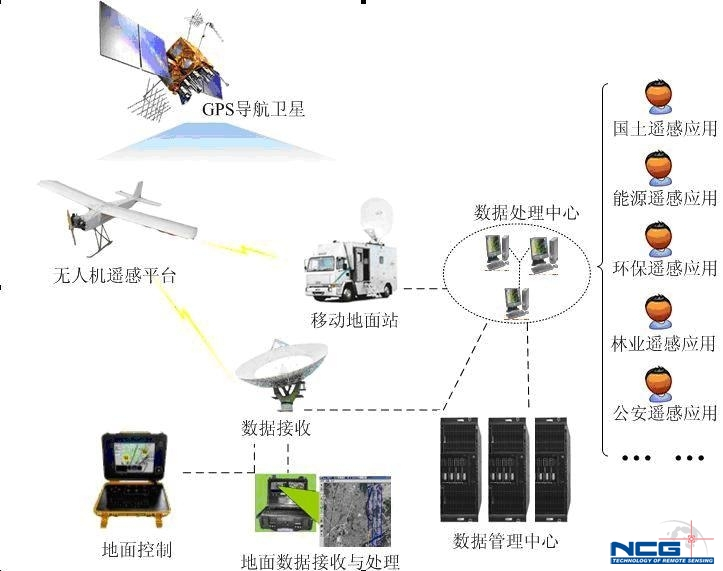 GPS导航卫星
国土遥感应用
能源遥感应用
无人机遥感平台
数据处理中心
环保遥感应用
移动地面站
林业遥感应用
数据接收
公安遥感应用
... ...
地面控制
地面数据接收与处理
数据管理中心
NCG
TECHNOLOGY OF REMOTE SENSING